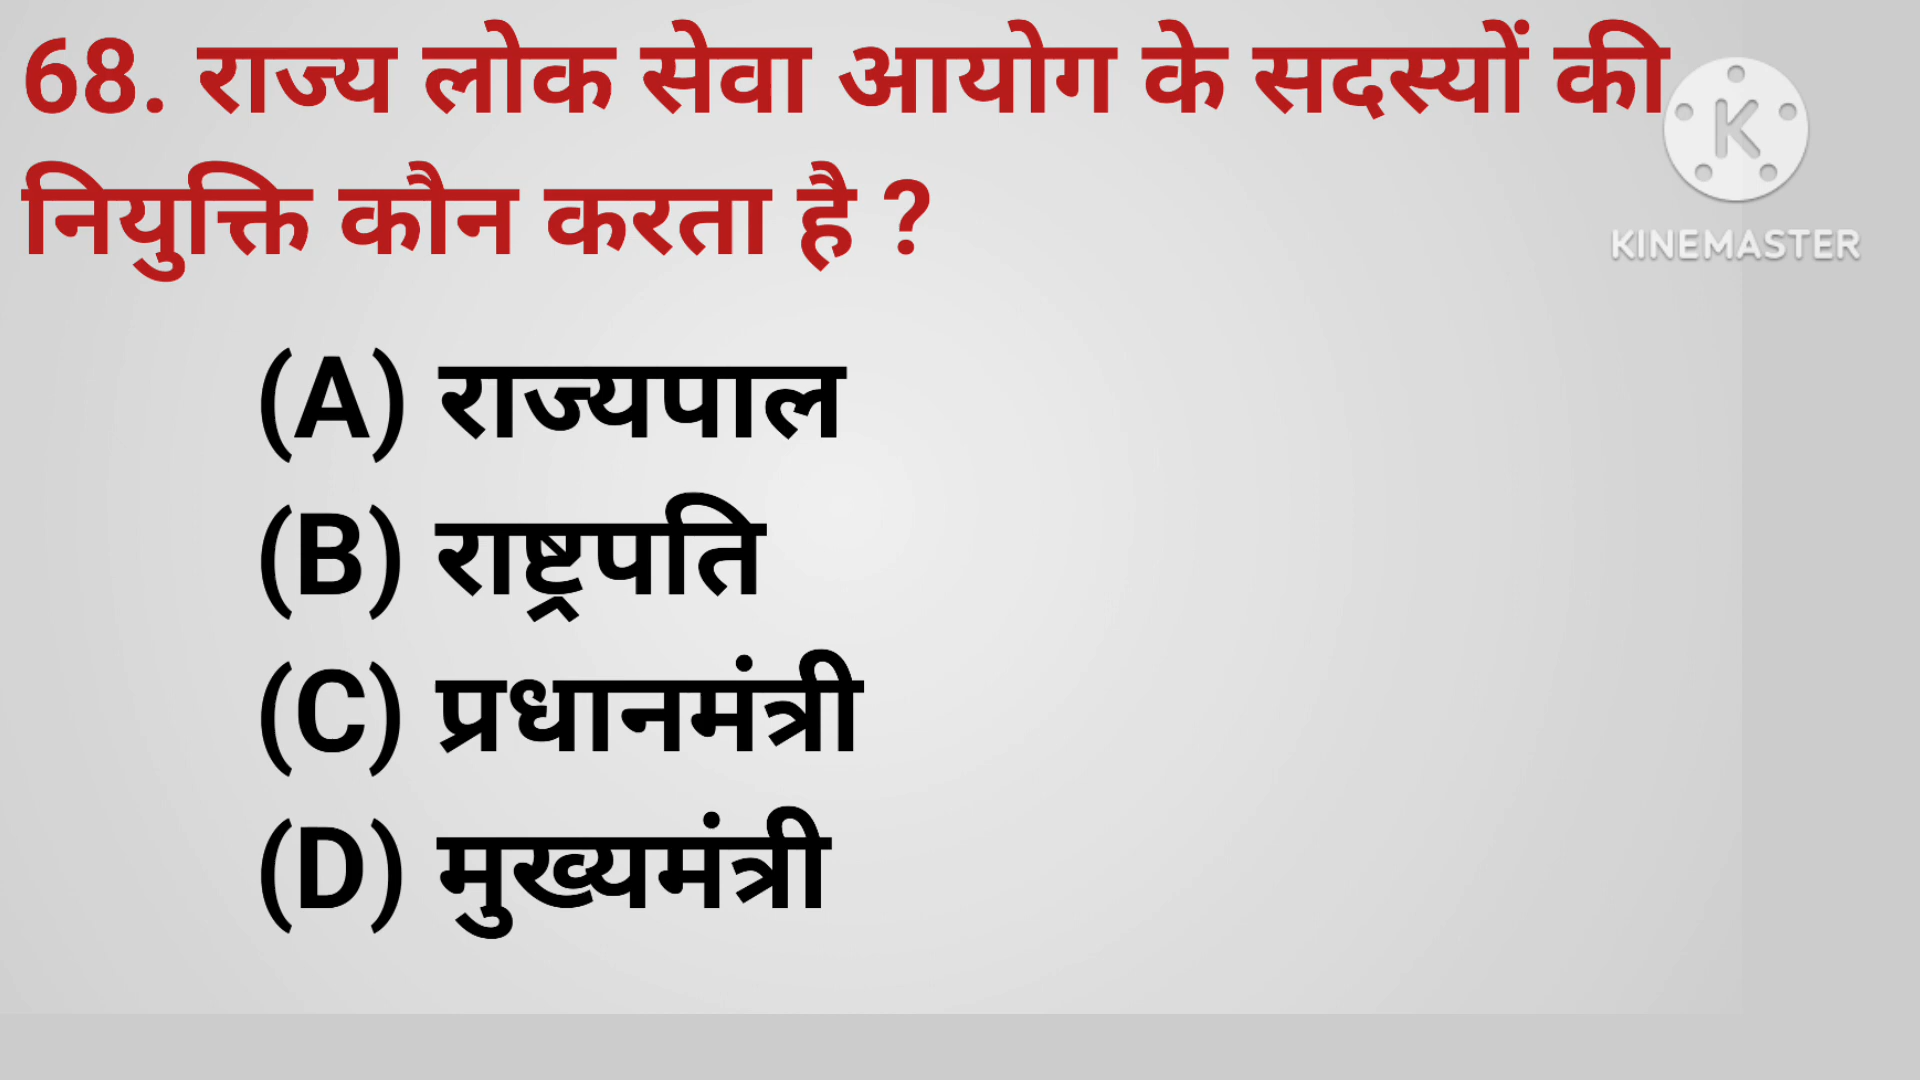 68. राज्य लोक सेवा आयोग के सदस्यों की
नियुक्ति कौन करता है ?
K
KINEMASTER
(A) राज्यपाल
(B) राष्ट्रपति
(C) प्रधानमंत्री
(D) मुख्यमंत्री